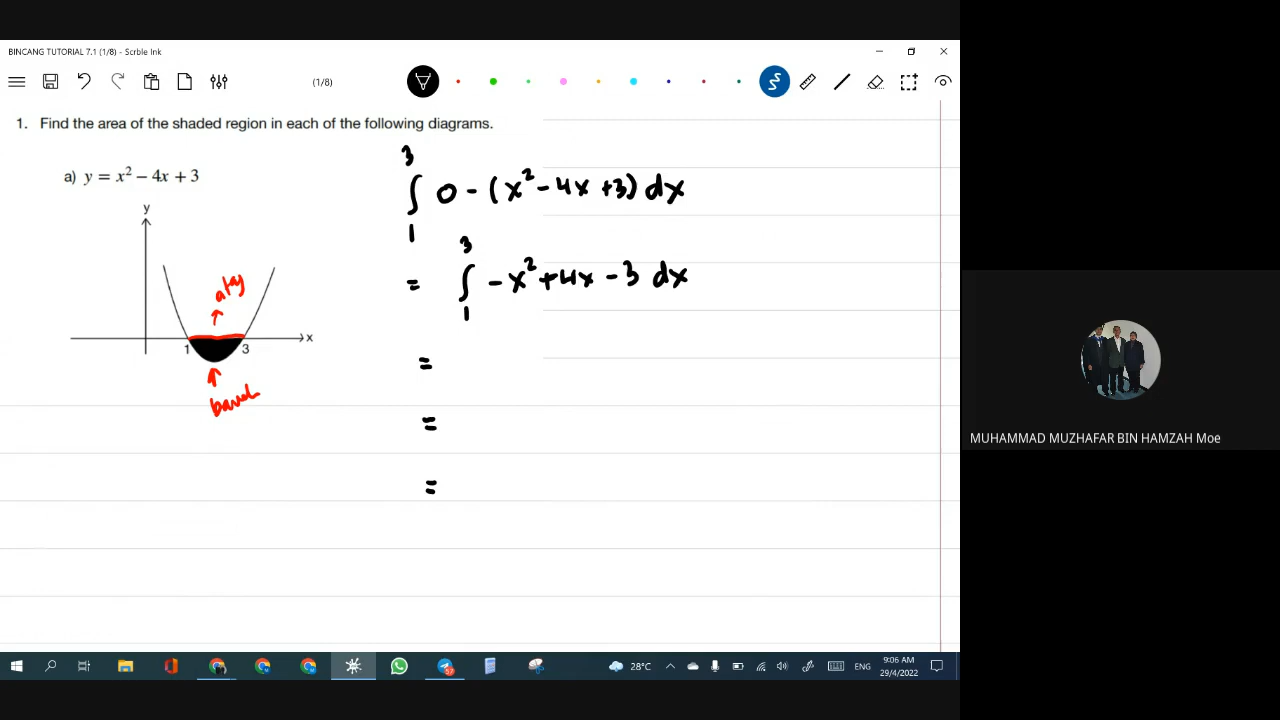 BINCANG TUTORIAL 7.1 (1/8) - Scrble Ink
(1/8)
1. Find the area of the shaded region in each of the following diagrams.
a) y = x² − 4x + 3
y
x
1
3
atas
3
∫ 0 - (x² - 4x + 3) dx
1
3
= ∫ -x² + 4x - 3 dx
1
=
=
=
MUHAMMAD MUZHAFAR BIN HAMZAH Moe
57
28°C
ENG
9:06 AM
29/4/2022